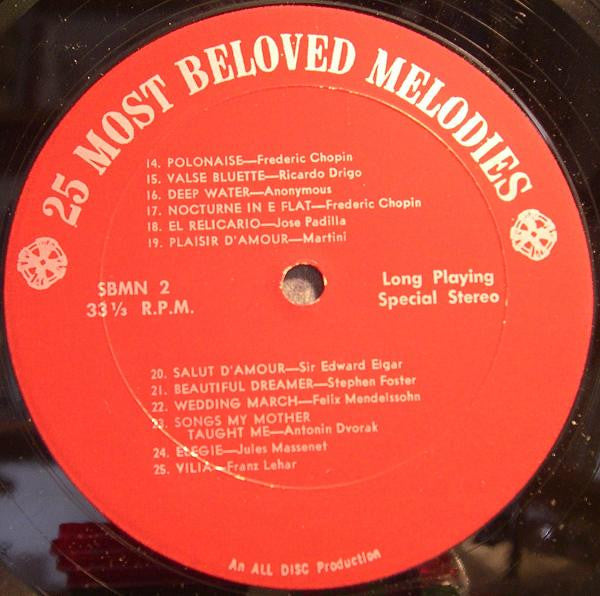 25 MOST BELOVED MELODIES
14. POLONAISE—Frederic Chopin
15. VALSE BLUETTE—Ricardo Drigo
16. DEEP WATER—Anonymous
17. NOCTURNE IN E FLAT—Frederic Chopin
18. EL RELICARIO—Jose Padilla
19. PLAISIR D'AMOUR—Martini
SBMN 2
33⅓ R.P.M.
Long Playing
Special Stereo
20. SALUT D'AMOUR—Sir Edward Elgar
21. BEAUTIFUL DREAMER—Stephen Foster
22. WEDDING MARCH—Felix Mendelssohn
23. SONGS MY MOTHER
TAUGHT ME—Antonin Dvorak
24. ELEGIE—Jules Massenet
25. VILIA—Franz Lehar
An ALL DISC Production